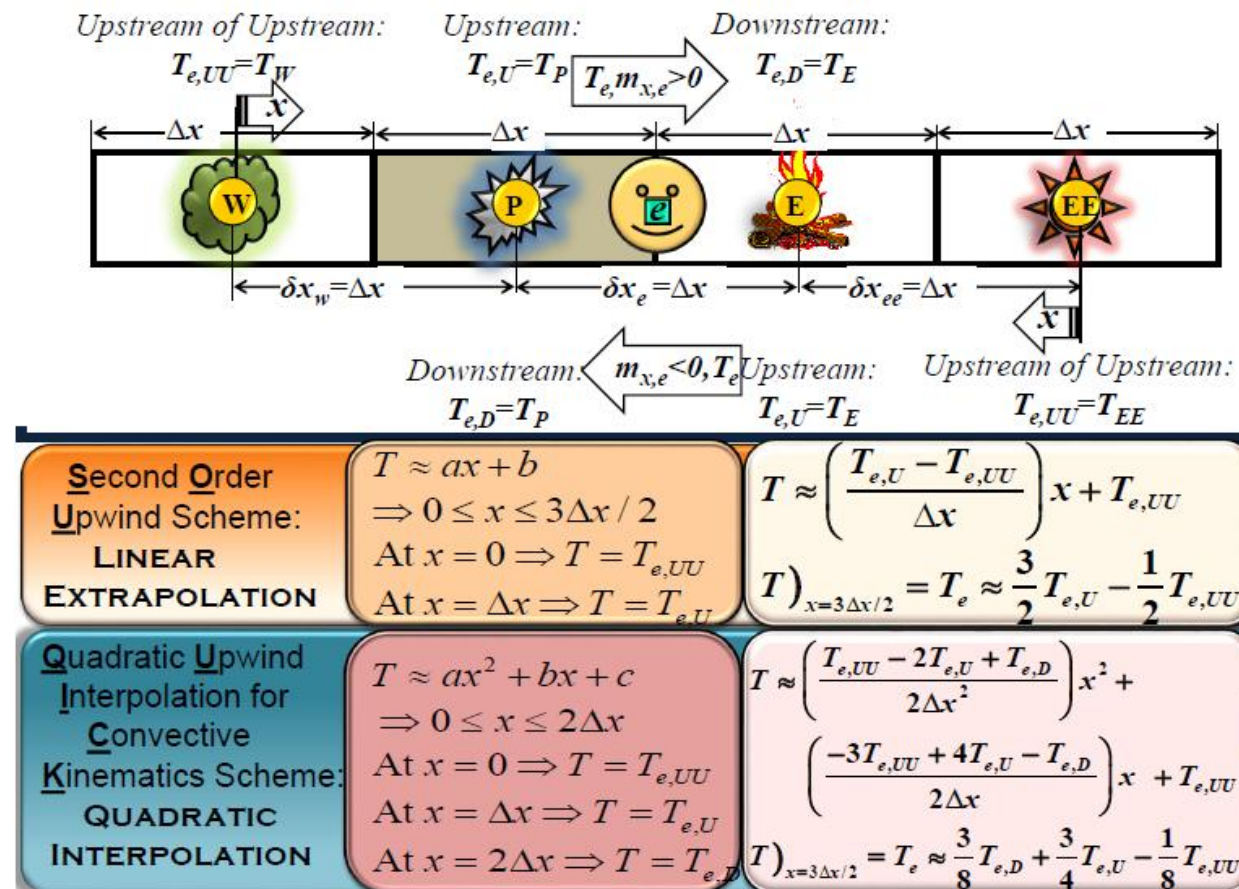 Upstream of Upstream: Upstream: Downstream:
T_{e,UU}=T_W T_{e,U}=T_P T_e,m_{x,e}>0 T_{e,D}=T_E
x
Δx Δx Δx Δx
W P e E EE
δx_w=Δx δx_e=Δx δx_{ee}=Δx
x
Downstream: m_{x,e}<0,T_e Upstream: Upstream of Upstream:
T_{e,D}=T_P T_{e,U}=T_E T_{e,UU}=T_{EE}
Second Order
Upwind Scheme:
LINEAR
EXTRAPOLATION
T ≈ ax + b
⇒ 0 ≤ x ≤ 3Δx / 2
At x = 0 ⇒ T = T_{e,UU}
At x = Δx ⇒ T = T_{e,U}
T ≈ ((T_{e,U} − T_{e,UU}) / Δx) x + T_{e,UU}
T)_{x=3Δx/2} = T_e ≈ 3/2 T_{e,U} − 1/2 T_{e,UU}
Quadratic Upwind
Interpolation for
Convective
Kinematics Scheme:
QUADRATIC
INTERPOLATION
T ≈ ax² + bx + c
⇒ 0 ≤ x ≤ 2Δx
At x = 0 ⇒ T = T_{e,UU}
At x = Δx ⇒ T = T_{e,U}
At x = 2Δx ⇒ T = T_{e,D}
T ≈ ((T_{e,UU} − 2T_{e,U} + T_{e,D}) / 2Δx²) x² +
((−3T_{e,UU} + 4T_{e,U} − T_{e,D}) / 2Δx) x + T_{e,UU}
T)_{x=3Δx/2} = T_e ≈ 3/8 T_{e,D} + 3/4 T_{e,U} − 1/8 T_{e,UU}